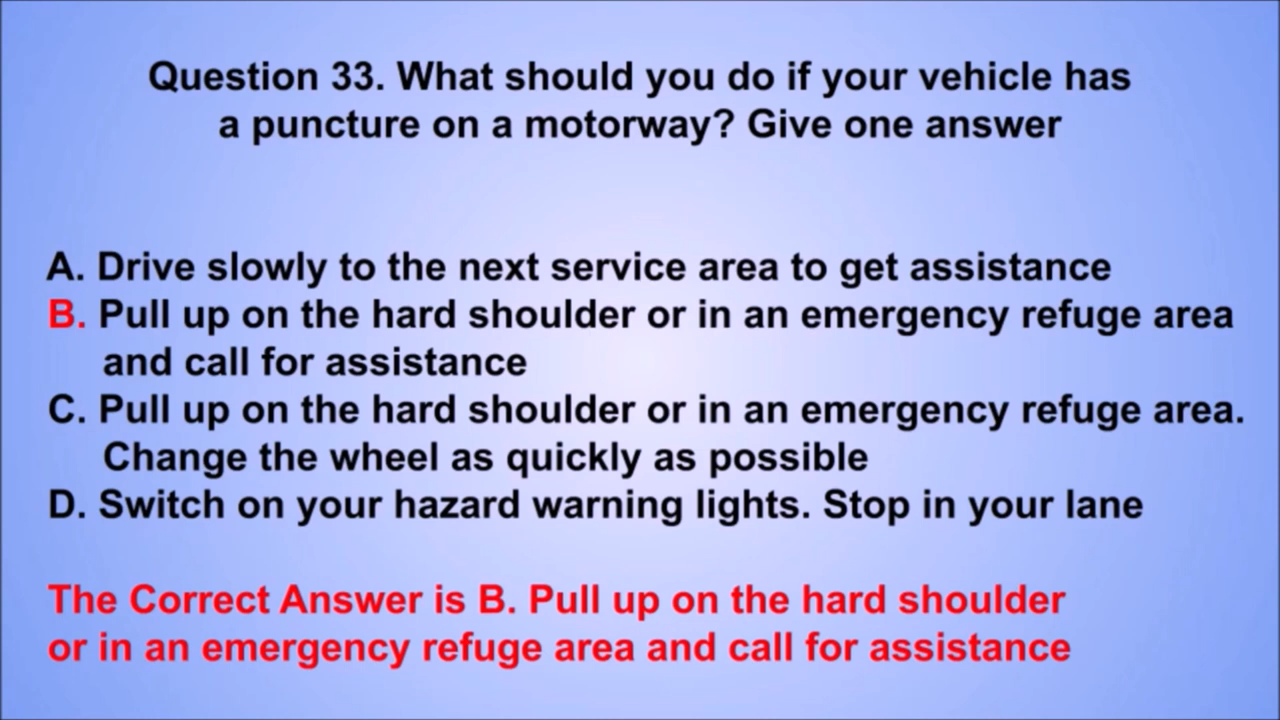 Question 33. What should you do if your vehicle has
a puncture on a motorway? Give one answer
A. Drive slowly to the next service area to get assistance
B. Pull up on the hard shoulder or in an emergency refuge area
and call for assistance
C. Pull up on the hard shoulder or in an emergency refuge area.
Change the wheel as quickly as possible
D. Switch on your hazard warning lights. Stop in your lane
The Correct Answer is B. Pull up on the hard shoulder
or in an emergency refuge area and call for assistance